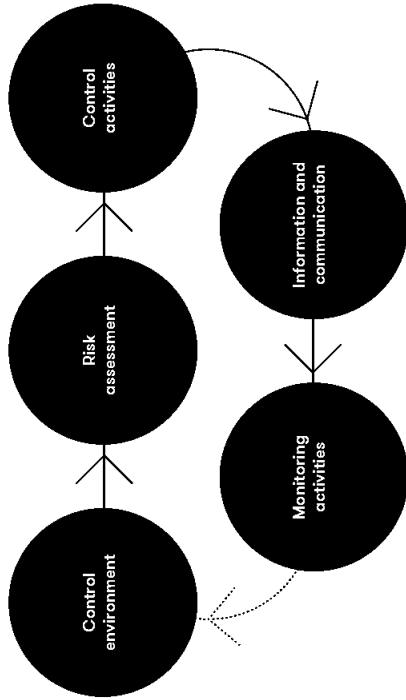 Control
environment
Risk
assessment
Control
activities
Information and
communication
Monitoring
activities